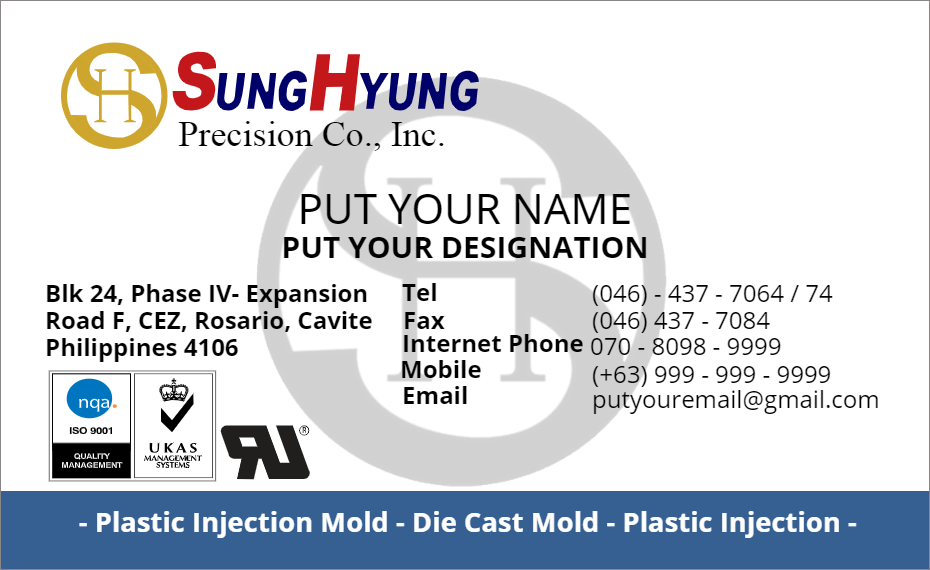 SH
SUNGHYUNG
Precision Co., Inc.
PUT YOUR NAME
PUT YOUR DESIGNATION
Blk 24, Phase IV- Expansion
Road F, CEZ, Rosario, Cavite
Philippines 4106
Tel (046) - 437 - 7064 / 74
Fax (046) 437 - 7084
Internet Phone 070 - 8098 - 9999
Mobile (+63) 999 - 999 - 9999
Email putyouremail@gmail.com
nqa.
ISO 9001
QUALITY
MANAGEMENT
UKAS
MANAGEMENT
SYSTEMS
RU®
- Plastic Injection Mold - Die Cast Mold - Plastic Injection -